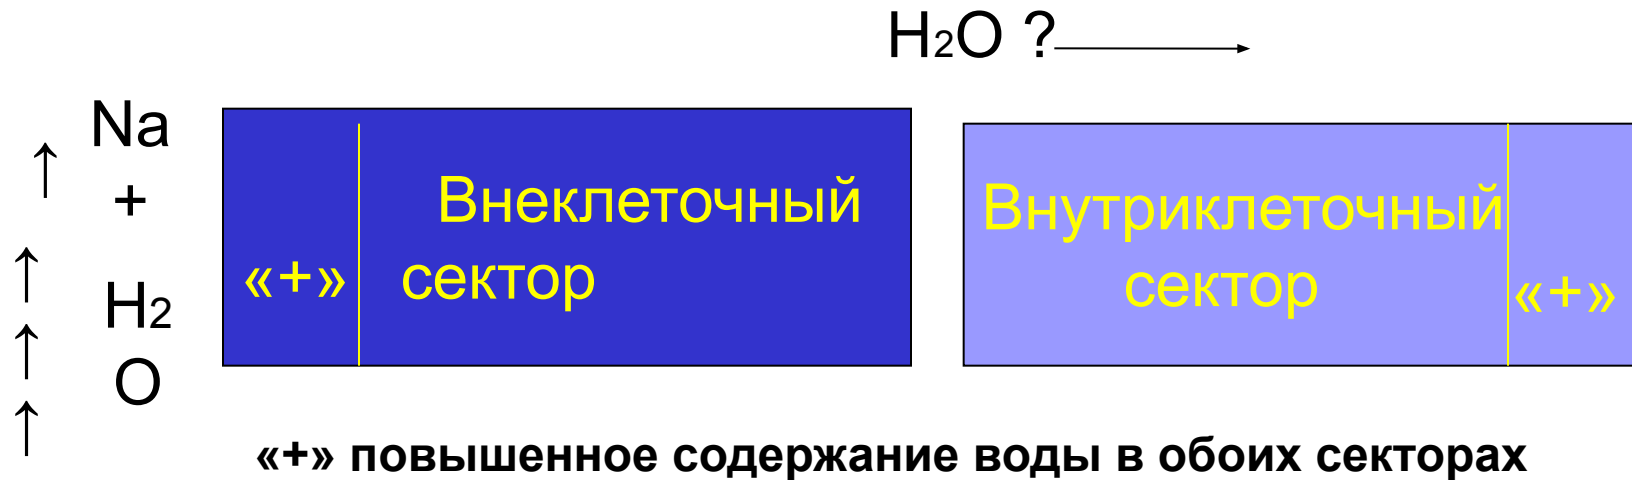 H2O ?
↑ Na
+
↑ H2
↑ O
↑
«+» Внеклеточный
сектор
Внутриклеточный
сектор «+»
«+» повышенное содержание воды в обоих секторах